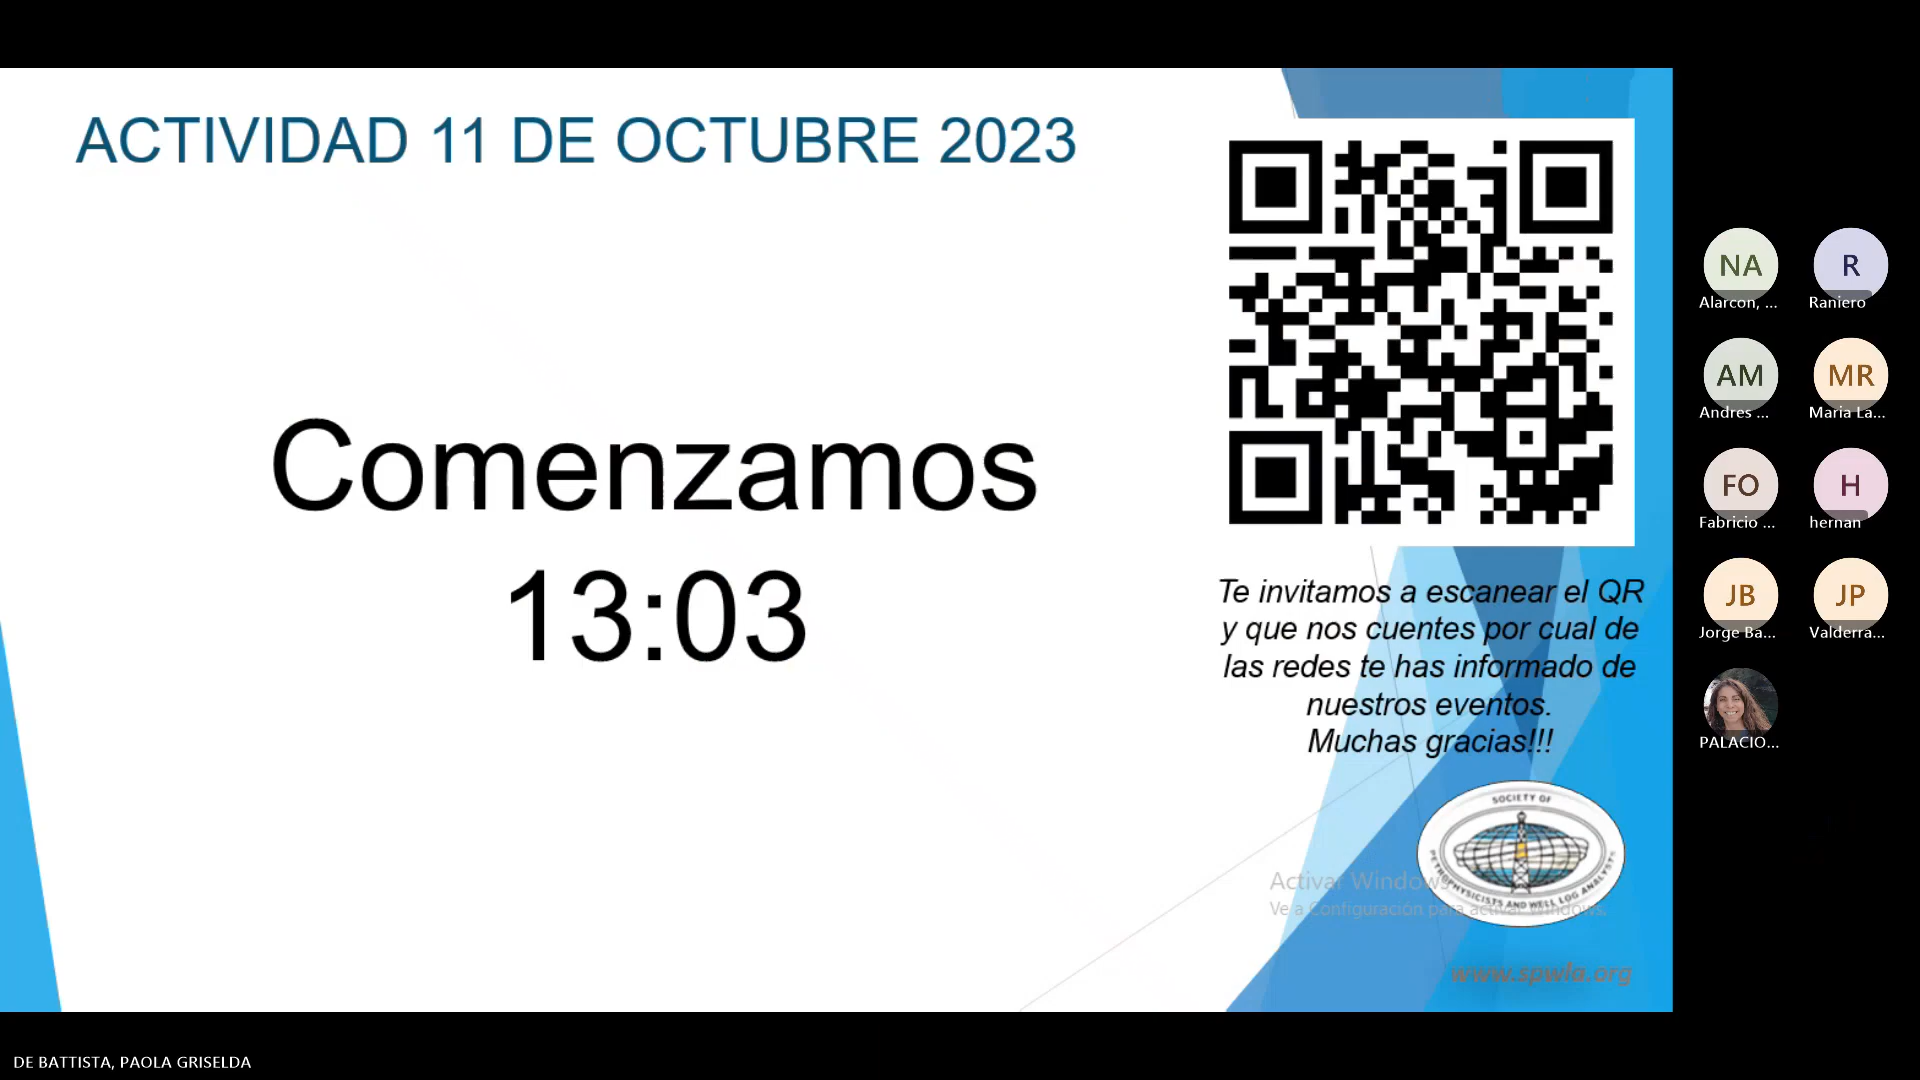 ACTIVIDAD 11 DE OCTUBRE 2023
Comenzamos
13:03
Te invitamos a escanear el QR
y que nos cuentes por cual de
las redes te has informado de
nuestros eventos.
Muchas gracias!!!
SOCIETY OF
PETROPHYSICISTS AND WELL LOG ANALYSTS
Activar Windows
Ve a Configuración para activar Windows.
www.spwla.org
NA
Alarcon, ...
R
Raniero
AM
Andres ...
MR
Maria La...
FO
Fabricio ...
H
hernan
JB
Jorge Ba...
JP
Valderra...
PALACIO...
DE BATTISTA, PAOLA GRISELDA